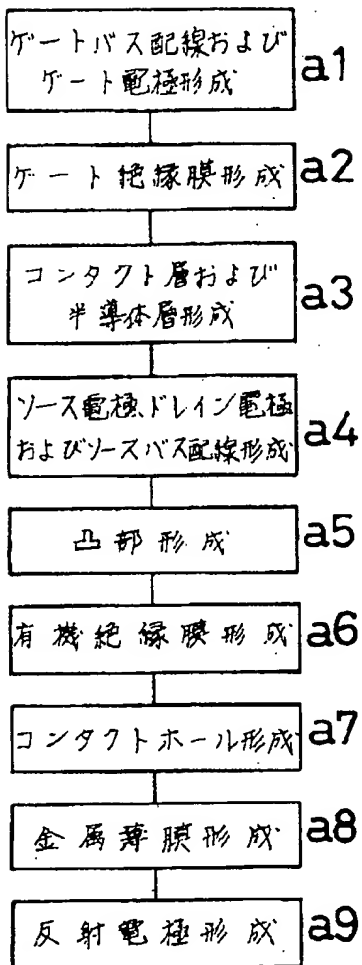 ゲートバス配線および
ゲート電極形成
a1
ゲート絶縁膜形成
a2
コンタクト層および
半導体層形成
a3
ソース電極、ドレイン電極
およびソースバス配線形成
a4
凸部形成
a5
有機絶縁膜形成
a6
コンタクトホール形成
a7
金属薄膜形成
a8
反射電極形成
a9